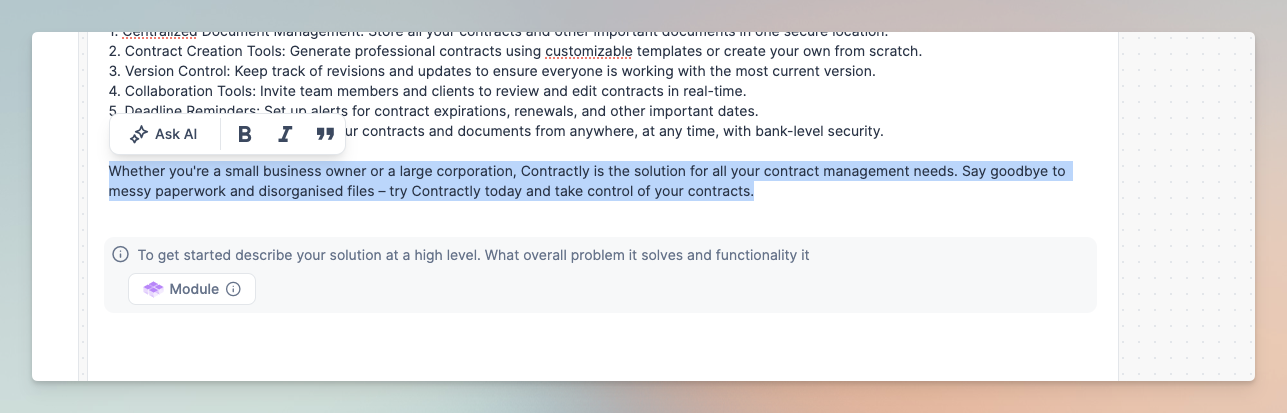 1. Centralized Document Management: Store all your contracts and other important documents in one secure location.
2. Contract Creation Tools: Generate professional contracts using customizable templates or create your own from scratch.
3. Version Control: Keep track of revisions and updates to ensure everyone is working with the most current version.
4. Collaboration Tools: Invite team members and clients to review and edit contracts in real-time.
5. Deadline Reminders: Set up alerts for contract expirations, renewals, and other important dates.
Ask AI B I ”
ur contracts and documents from anywhere, at any time, with bank-level security.
Whether you're a small business owner or a large corporation, Contractly is the solution for all your contract management needs. Say goodbye to
messy paperwork and disorganised files – try Contractly today and take control of your contracts.
To get started describe your solution at a high level. What overall problem it solves and functionality it
Module